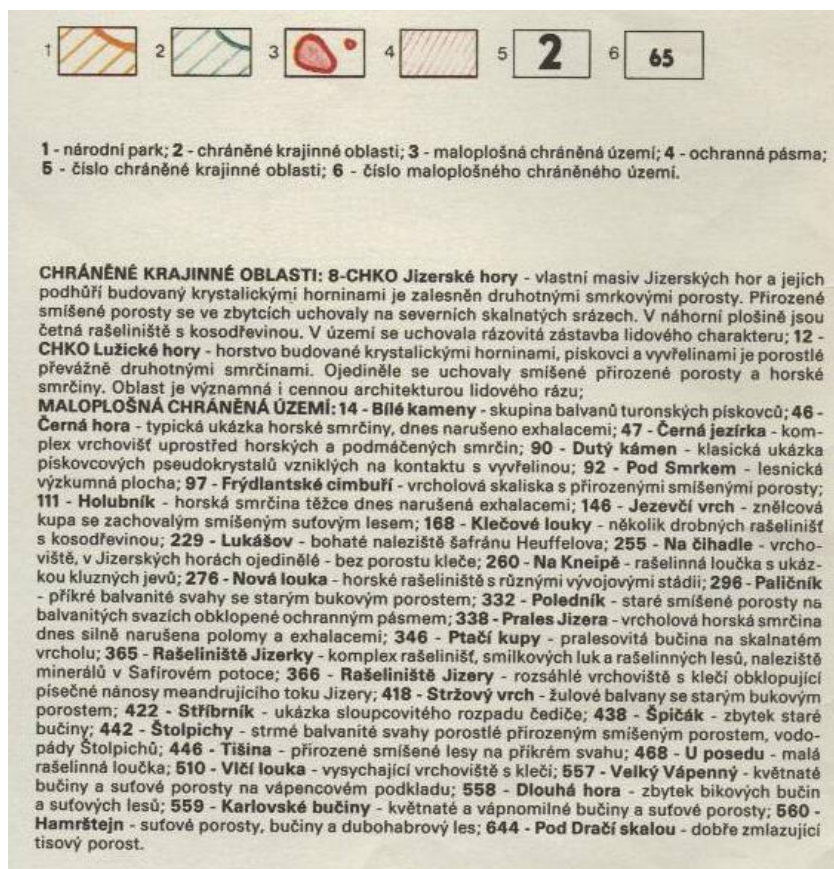 1 2 3 4 5 2 6 65
1 - národní park; 2 - chráněné krajinné oblasti; 3 - maloplošná chráněná území; 4 - ochranná pásma;
5 - číslo chráněné krajinné oblasti; 6 - číslo maloplošného chráněného území.
CHRÁNĚNÉ KRAJINNÉ OBLASTI: 8-CHKO Jizerské hory - vlastní masiv Jizerských hor a jejich
podhůří budovaný krystalickými horninami je zalesněn druhotnými smrkovými porosty. Přirozené
smíšené porosty se ve zbytcích uchovaly na severních skalnatých srázech. V náhorní plošině jsou
četná rašeliniště s kosodřevinou. V území se uchovala rázovitá zástavba lidového charakteru; 12 -
CHKO Lužické hory - horstvo budované krystalickými horninami, pískovci a vyvřelinami je porostlé
převážně druhotnými smrčinami. Ojediněle se uchovaly smíšené přirozené porosty a horské
smrčiny. Oblast je významná i cennou architekturou lidového rázu;
MALOPLOŠNÁ CHRÁNĚNÁ ÚZEMÍ: 14 - Bílé kameny - skupina balvanů turonských pískovců; 46 -
Černá hora - typická ukázka horské smrčiny, dnes narušeno exhalacemi; 47 - Černá jezírka - kom-
plex vrchovišť uprostřed horských a podmáčených smrčin; 90 - Dutý kámen - klasická ukázka
pískovcových pseudokrystalů vzniklých na kontaktu s vyvřelinou; 92 - Pod Smrkem - lesnická
výzkumná plocha; 97 - Frýdlantské cimbuří - vrcholová skaliska s přirozenými smíšenými porosty;
111 - Holubník - horská smrčina těžce dnes narušená exhalacemi; 146 - Jezevčí vrch - znělcová
kupa se zachovalým smíšeným suťovým lesem; 168 - Klečové louky - několik drobných rašelinišť
s kosodřevinou; 229 - Lukášov - bohaté naleziště šafránu Heuffelova; 255 - Na čihadle - vrcho-
viště, v Jizerských horách ojedinělé - bez porostu kleče; 260 - Na Kneipě - rašelinná loučka s ukáz-
kou kluzných jevů; 276 - Nová louka - horské rašeliniště s různými vývojovými stádii; 296 - Paličník
- příkré balvanité svahy se starým bukovým porostem; 332 - Poledník - staré smíšené porosty na
balvanitých svazích obklopené ochranným pásmem; 338 - Prales Jizera - vrcholová horská smrčina
dnes silně narušena polomy a exhalacemi; 346 - Ptačí kupy - pralesovitá bučina na skalnatém
vrcholu; 365 - Rašeliniště Jizerky - komplex rašelinišť, smilkových luk a rašelinných lesů, naleziště
minerálů v Safírovém potoce; 366 - Rašeliniště Jizery - rozsáhlé vrchoviště s klečí obklopující
písečné nánosy meandrujícího toku Jizery; 418 - Stržový vrch - žulové balvany se starým bukovým
porostem; 422 - Stříbrník - ukázka sloupcovitého rozpadu čediče; 438 - Špičák - zbytek staré
bučiny; 442 - Štolpichy - strmé balvanité svahy porostlé přirozeným smíšeným porostem, vodo-
pády Štolpichů; 446 - Tišina - přirozené smíšené lesy na příkrém svahu; 468 - U posedu - malá
rašelinná loučka; 510 - Vlčí louka - vysychající vrchoviště s klečí; 557 - Velký Vápenný - květnaté
bučiny a suťové porosty na vápencovém podkladu; 558 - Dlouhá hora - zbytek bikových bučin
a suťových lesů; 559 - Karlovské bučiny - květnaté a vápnomilné bučiny a suťové porosty; 560 -
Hamrštejn - suťové porosty, bučiny a dubohabrový les; 644 - Pod Dračí skalou - dobře zmlazující
tisový porost.